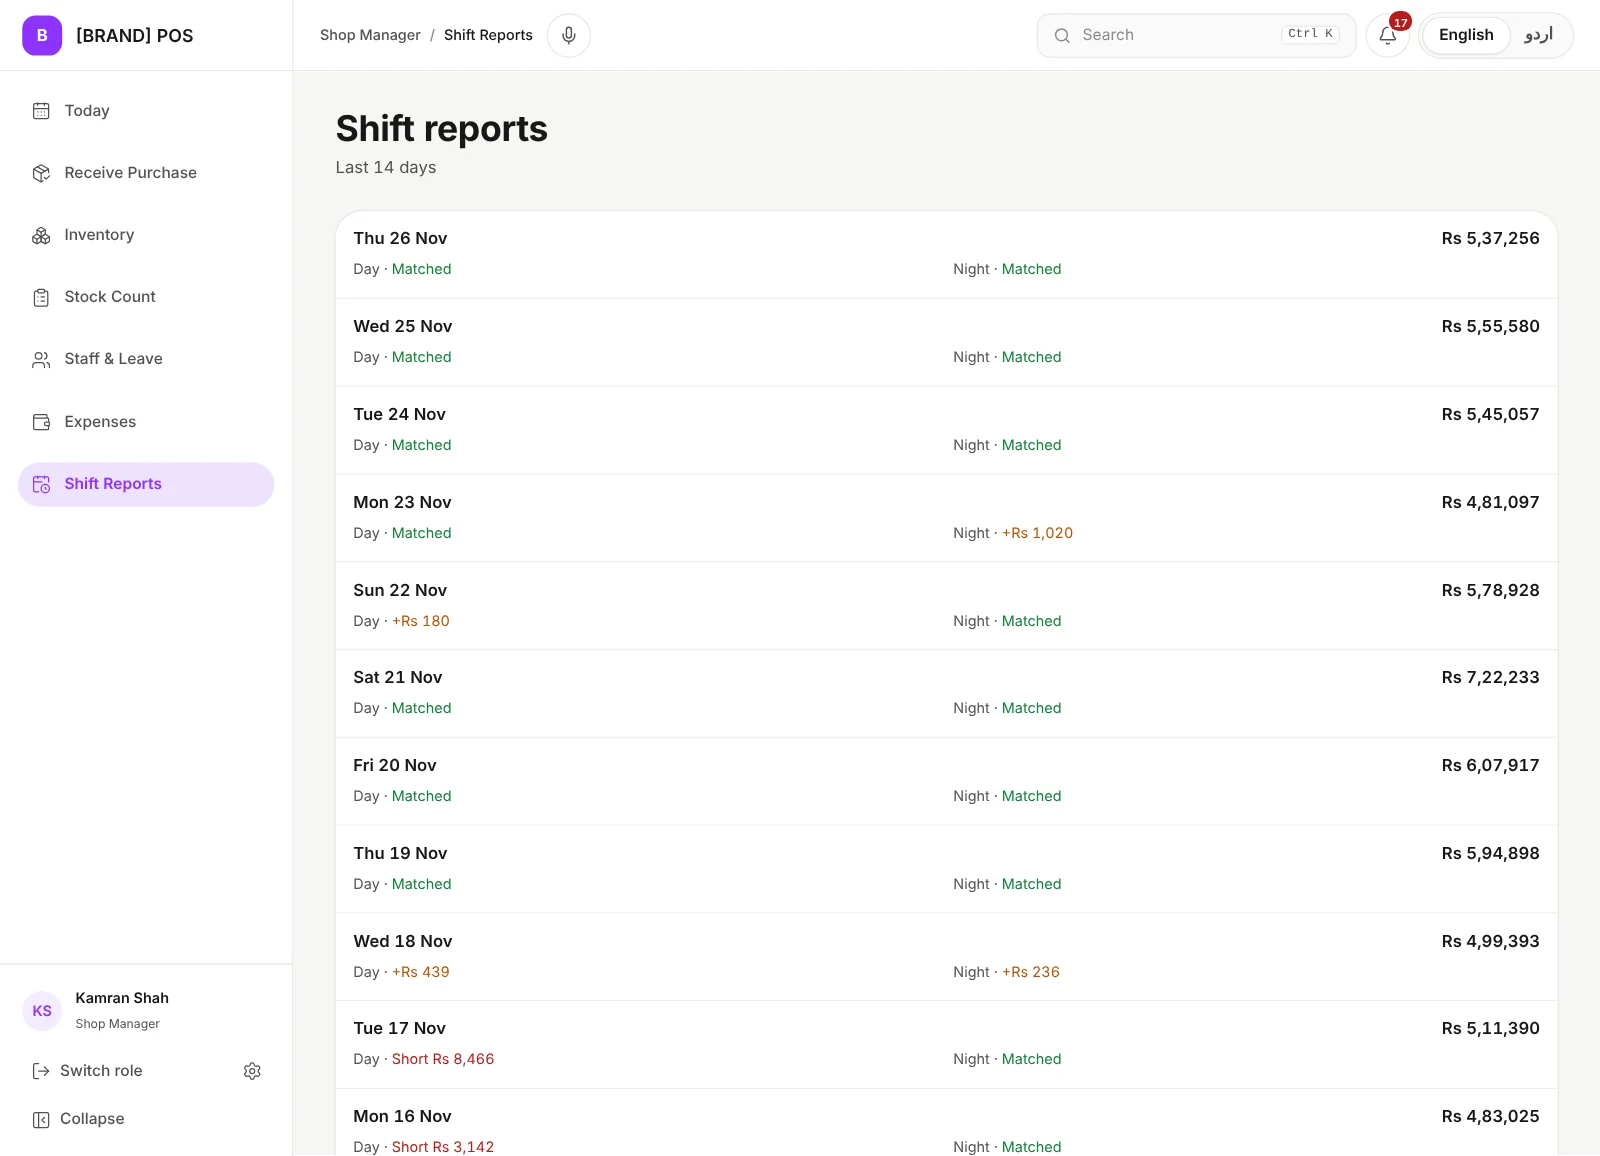 B [BRAND] POS
Shop Manager / Shift Reports
Search Ctrl K
17
English اردو
Today
Receive Purchase
Inventory
Stock Count
Staff & Leave
Expenses
Shift Reports
Kamran Shah
KS
Shop Manager
Switch role
Collapse
Shift reports
Last 14 days
Thu 26 Nov Rs 5,37,256
Day · Matched Night · Matched
Wed 25 Nov Rs 5,55,580
Day · Matched Night · Matched
Tue 24 Nov Rs 5,45,057
Day · Matched Night · Matched
Mon 23 Nov Rs 4,81,097
Day · Matched Night · +Rs 1,020
Sun 22 Nov Rs 5,78,928
Day · +Rs 180 Night · Matched
Sat 21 Nov Rs 7,22,233
Day · Matched Night · Matched
Fri 20 Nov Rs 6,07,917
Day · Matched Night · Matched
Thu 19 Nov Rs 5,94,898
Day · Matched Night · Matched
Wed 18 Nov Rs 4,99,393
Day · +Rs 439 Night · +Rs 236
Tue 17 Nov Rs 5,11,390
Day · Short Rs 8,466 Night · Matched
Mon 16 Nov Rs 4,83,025
Day · Short Rs 3,142 Night · Matched